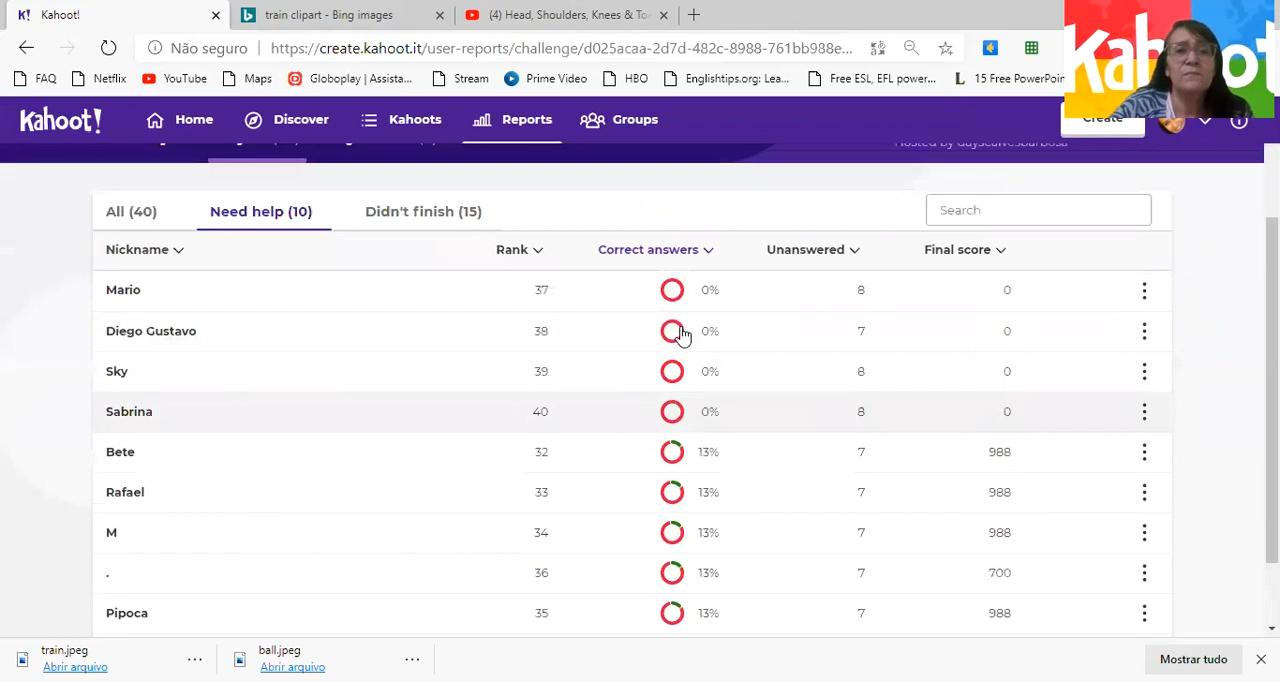 Kahoot!
train clipart - Bing images
(4) Head, Shoulders, Knees & To
Não seguro
https://create.kahoot.it/user-reports/challenge/d025acaa-2d7d-482c-8988-761bb988e...
FAQ
Netflix
YouTube
Maps
Globoplay | Assista...
Stream
Prime Video
HBO
Englishtips.org: Lea...
Free ESL, EFL power...
15 Free PowerPoin
Kahoot!
Home
Discover
Kahoots
Reports
Groups
Create
Hosted by dayseawesbarbosa
All (40)
Need help (10)
Didn't finish (15)
Search
Nickname Rank Correct answers Unanswered Final score
Mario 37 0% 8 0
Diego Gustavo 38 0% 7 0
Sky 39 0% 8 0
Sabrina 40 0% 8 0
Bete 32 13% 7 988
Rafael 33 13% 7 988
M 34 13% 7 988
. 36 13% 7 700
Pipoca 35 13% 7 988
train.jpeg
Abrir arquivo
ball.jpeg
Abrir arquivo
Mostrar tudo